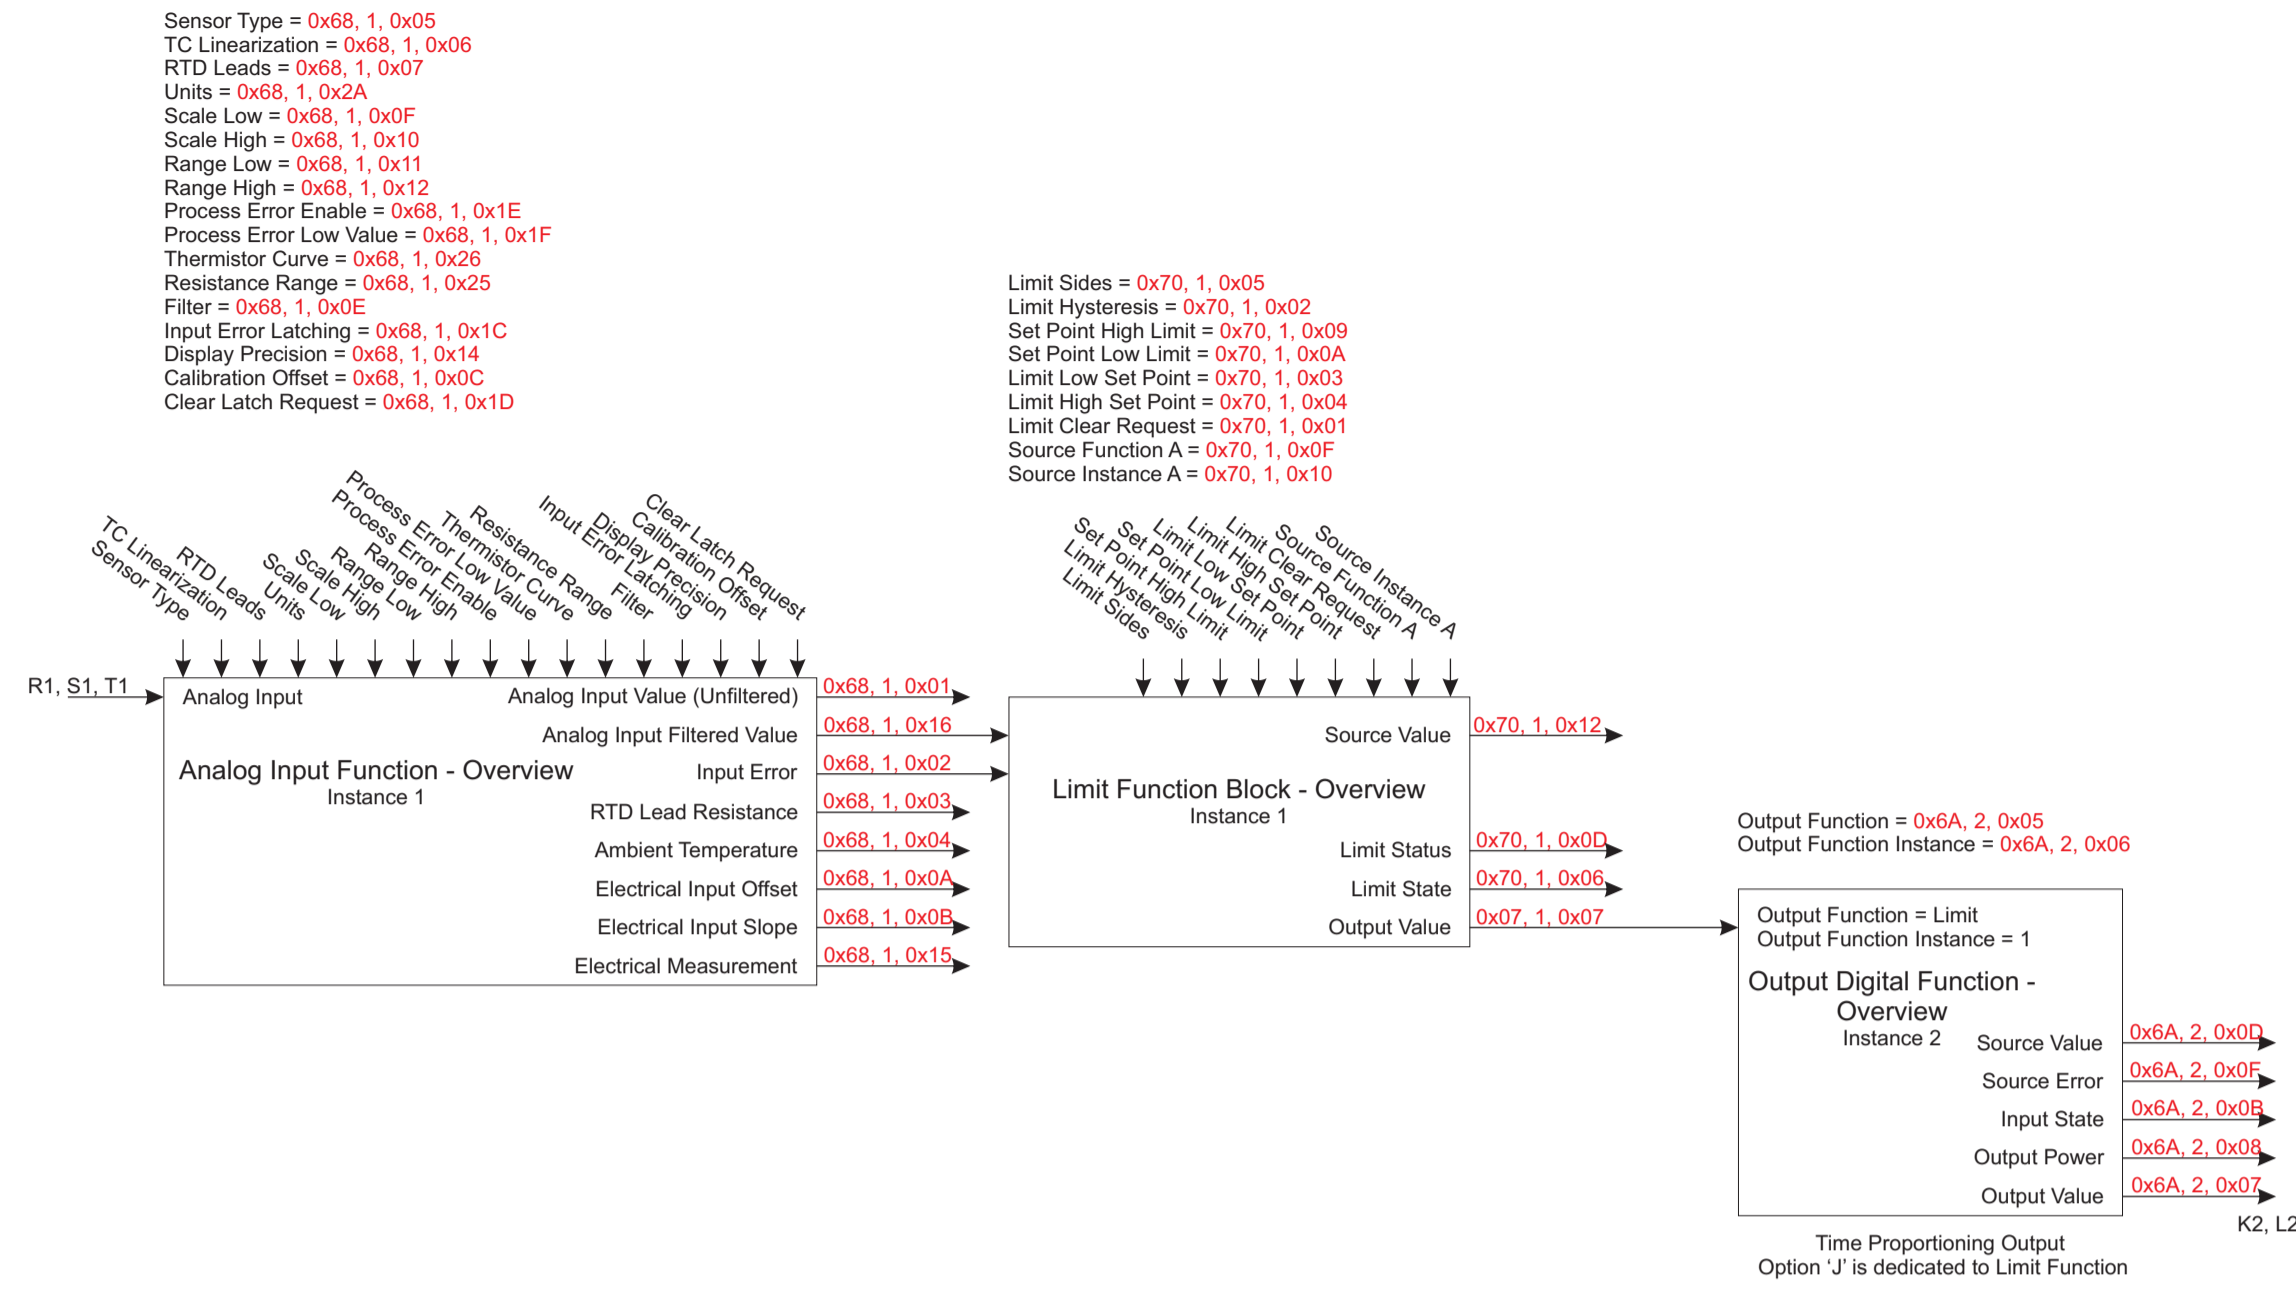 Sensor Type = 0x68, 1, 0x05
TC Linearization = 0x68, 1, 0x06
RTD Leads = 0x68, 1, 0x07
Units = 0x68, 1, 0x2A
Scale Low = 0x68, 1, 0x0F
Scale High = 0x68, 1, 0x10
Range Low = 0x68, 1, 0x11
Range High = 0x68, 1, 0x12
Process Error Enable = 0x68, 1, 0x1E
Process Error Low Value = 0x68, 1, 0x1F
Thermistor Curve = 0x68, 1, 0x26
Resistance Range = 0x68, 1, 0x25
Filter = 0x68, 1, 0x0E
Input Error Latching = 0x68, 1, 0x1C
Display Precision = 0x68, 1, 0x14
Calibration Offset = 0x68, 1, 0x0C
Clear Latch Request = 0x68, 1, 0x1D
Sensor Type
TC Linearization
RTD Leads
Units
Scale Low
Scale High
Range Low
Range High
Process Error Enable
Process Error Low Value
Thermistor Curve
Resistance Range
Filter
Input Error Latching
Display Precision
Calibration Offset
Clear Latch Request
R1, S1, T1
Analog Input
Analog Input Function - Overview
Instance 1
Analog Input Value (Unfiltered)
0x68, 1, 0x01
Analog Input Filtered Value
0x68, 1, 0x16
Input Error
0x68, 1, 0x02
RTD Lead Resistance
0x68, 1, 0x03
Ambient Temperature
0x68, 1, 0x04
Electrical Input Offset
0x68, 1, 0x0A
Electrical Input Slope
0x68, 1, 0x0B
Electrical Measurement
0x68, 1, 0x15
Limit Sides = 0x70, 1, 0x05
Limit Hysteresis = 0x70, 1, 0x02
Set Point High Limit = 0x70, 1, 0x09
Set Point Low Limit = 0x70, 1, 0x0A
Limit Low Set Point = 0x70, 1, 0x03
Limit High Set Point = 0x70, 1, 0x04
Limit Clear Request = 0x70, 1, 0x01
Source Function A = 0x70, 1, 0x0F
Source Instance A = 0x70, 1, 0x10
Limit Sides
Limit Hysteresis
Set Point High Limit
Set Point Low Limit
Limit Low Set Point
Limit High Set Point
Limit Clear Request
Source Function A
Source Instance A
Limit Function Block - Overview
Instance 1
Source Value
0x70, 1, 0x12
Limit Status
0x70, 1, 0x0D
Limit State
0x70, 1, 0x06
Output Value
0x07, 1, 0x07
Output Function = 0x6A, 2, 0x05
Output Function Instance = 0x6A, 2, 0x06
Output Function = Limit
Output Function Instance = 1
Output Digital Function -
Overview
Instance 2
Source Value
0x6A, 2, 0x0D
Source Error
0x6A, 2, 0x0F
Input State
0x6A, 2, 0x0B
Output Power
0x6A, 2, 0x08
Output Value
0x6A, 2, 0x07
K2, L2
Time Proportioning Output
Option ‘J’ is dedicated to Limit Function